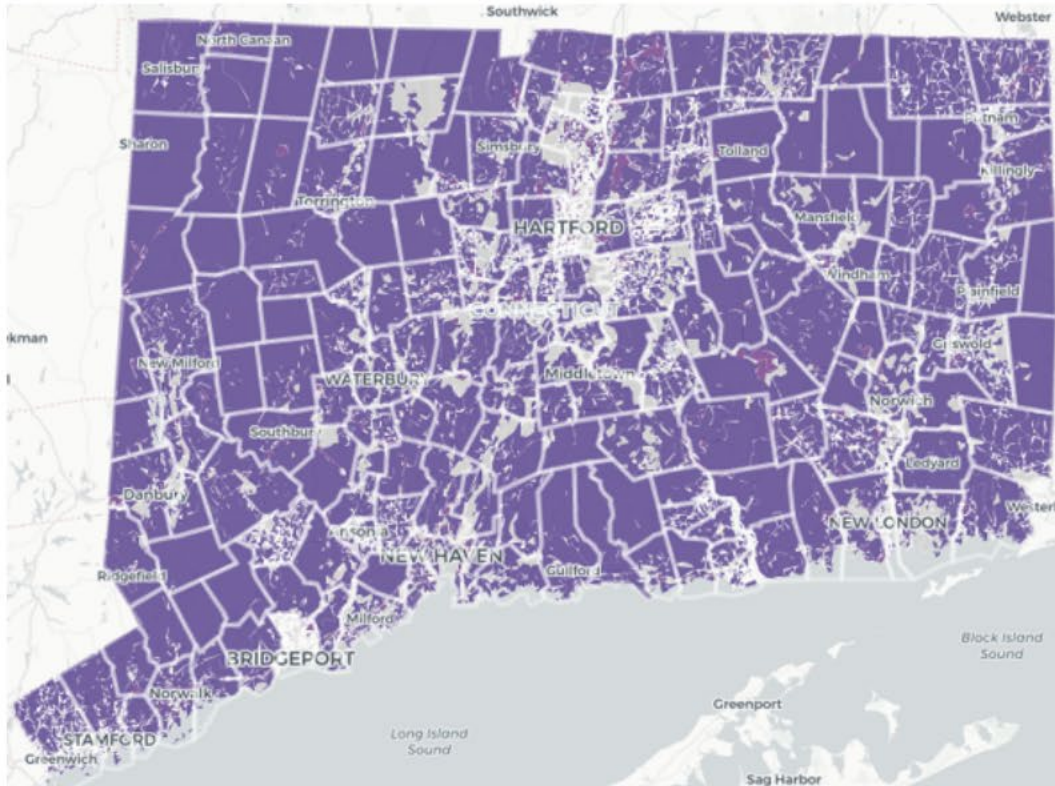 Southwick
Webster
North Canaan
Salisbury
Sharon
Simsbury
Tolland
Putnam
Killingly
Torrington
HARTFORD
Mansfield
Windham
Plainfield
CONNECTICUT
kman
New Milford
WATERBURY
Middletown
Griswold
Norwich
Southbury
Ledyard
Danbury
Westerl
NEW LONDON
Ansonia
NEW HAVEN
Guilford
Ridgefield
Milford
BRIDGEPORT
Block Island
Sound
Norwalk
Greenport
STAMFORD
Long Island
Sound
Greenwich
Sag Harbor